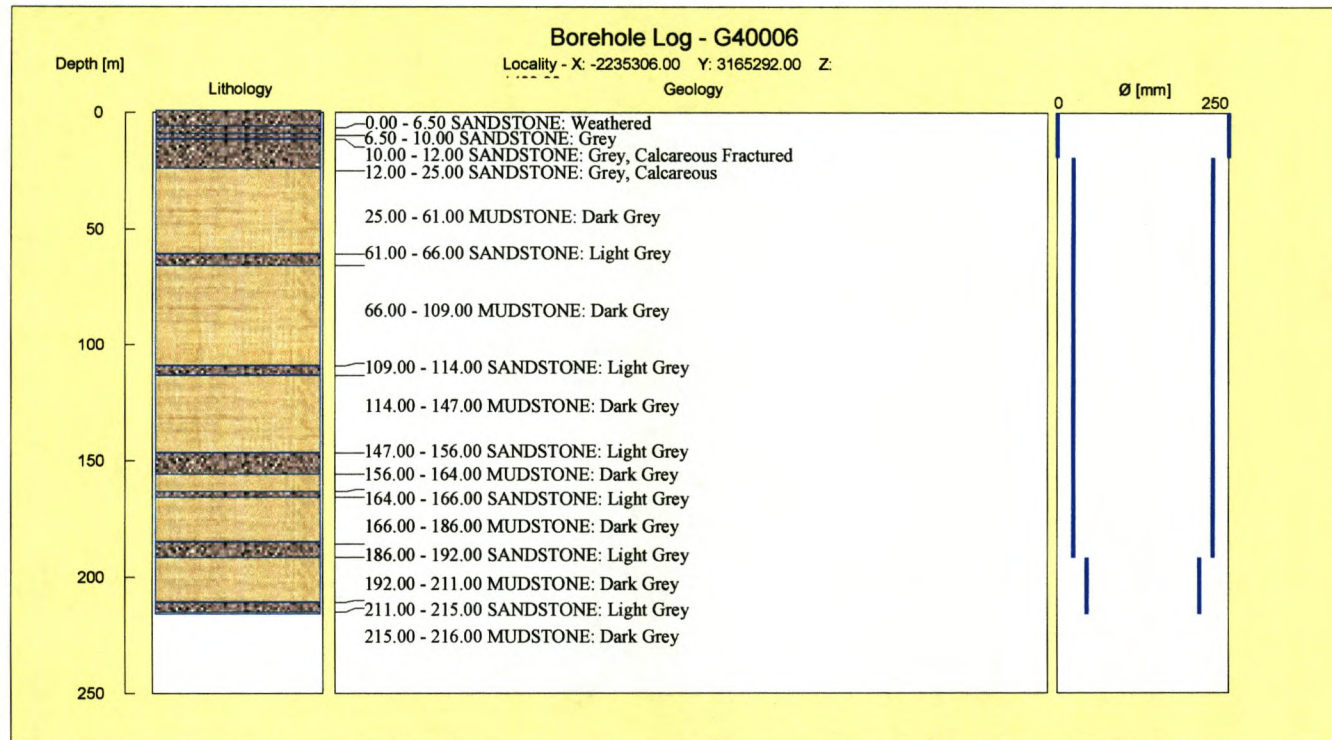 Borehole Log - G40006
Locality - X: -2235306.00 Y: 3165292.00 Z:
Depth [m]
Lithology
Geology
Ø [mm]
0 250
0
50
100
150
200
250
0.00 - 6.50 SANDSTONE: Weathered
6.50 - 10.00 SANDSTONE: Grey
10.00 - 12.00 SANDSTONE: Grey, Calcareous Fractured
12.00 - 25.00 SANDSTONE: Grey, Calcareous
25.00 - 61.00 MUDSTONE: Dark Grey
61.00 - 66.00 SANDSTONE: Light Grey
66.00 - 109.00 MUDSTONE: Dark Grey
109.00 - 114.00 SANDSTONE: Light Grey
114.00 - 147.00 MUDSTONE: Dark Grey
147.00 - 156.00 SANDSTONE: Light Grey
156.00 - 164.00 MUDSTONE: Dark Grey
164.00 - 166.00 SANDSTONE: Light Grey
166.00 - 186.00 MUDSTONE: Dark Grey
186.00 - 192.00 SANDSTONE: Light Grey
192.00 - 211.00 MUDSTONE: Dark Grey
211.00 - 215.00 SANDSTONE: Light Grey
215.00 - 216.00 MUDSTONE: Dark Grey